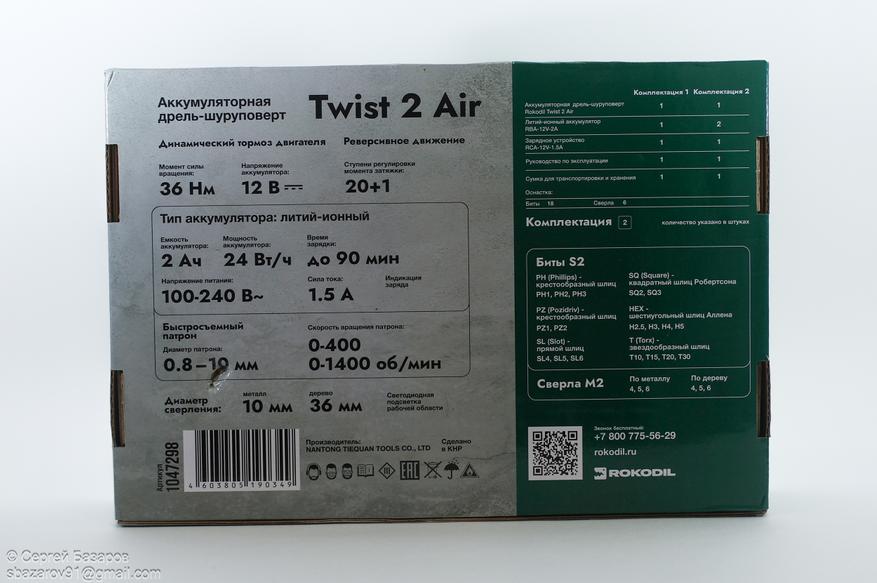 Аккумуляторная
дрель-шуруповерт
Twist 2 Air
Динамический тормоз двигателя
Реверсивное движение
Момент силы
вращения:
36 Нм
Напряжение
аккумулятора:
12 В
Ступени регулировки
момента затяжки:
20+1
Тип аккумулятора: литий-ионный
Емкость
аккумулятора:
2 Ач
Мощность
аккумулятора:
24 Вт/ч
Время
зарядки:
до 90 мин
Напряжение питания:
100-240 В~
Сила тока:
1.5 А
Индикация
заряда
Быстросъемный
патрон
Диаметр патрона:
0.8–10 мм
Скорость вращения патрона:
0-400
0-1400 об/мин
Диаметр
сверления:
металл
10 мм
дерево
36 мм
Светодиодная
подсветка
рабочей области
Артикул
1047298
4603805190349
Производитель:
NANTONG TIEQUAN TOOLS CO., LTD
Сделано
в КНР
EAC
Комплектация 1 Комплектация 2
Аккумуляторная дрель-шуруповерт
Rokodil Twist 2 Air 1 1
Литий-ионный аккумулятор
RBA-12V-2A 1 2
Зарядное устройство
RCA-12V-1.5A 1 1
Руководство по эксплуатации 1 1
Сумка для транспортировки и хранения 1 1
Оснастка:
Биты 18 Сверла 6
Комплектация 2
количество указано в штуках
Биты S2
PH (Phillips) -
крестообразный шлиц
PH1, PH2, PH3
SQ (Square) -
квадратный шлиц Робертсона
SQ2, SQ3
PZ (Pozidriv) -
крестообразный шлиц
PZ1, PZ2
HEX -
шестиугольный шлиц Аллена
H2.5, H3, H4, H5
SL (Slot) -
прямой шлиц
SL4, SL5, SL6
T (Torx) -
звездообразный шлиц
T10, T15, T20, T30
Сверла M2
По металлу
4, 5, 6
По дереву
4, 5, 6
Звонок бесплатный:
+7 800 775-56-29
rokodil.ru
ROKODIL
© Сергей Базаров
sbazarov91@gmail.com